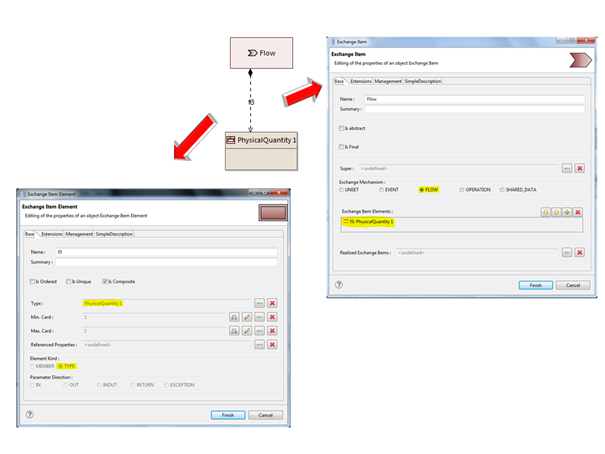 Flow
f3
PhysicalQuantity 1
Exchange Item
Exchange Item
Editing of the properties of an object Exchange Item
Base Extensions Management SimpleDescription
Name : Flow
Summary :
Is abstract
Is Final
Super : <undefined>
Exchange Mechanism :
UNSET EVENT FLOW OPERATION SHARED_DATA
Exchange Item Elements :
f3: PhysicalQuantity 1
Realized Exchange Items : <undefined>
Finish Cancel
Exchange Item Element
Exchange Item Element
Editing of the properties of an object Exchange Item Element
Base Extensions Management SimpleDescription
Name : f3
Summary :
Is Ordered Is Unique Is Composite
Type : PhysicalQuantity 1
Min. Card : 1
Max. Card : 1
Referenced Properties : <undefined>
Element Kind :
MEMBER TYPE
Parameter Direction :
IN OUT INOUT RETURN EXCEPTION
Finish Cancel